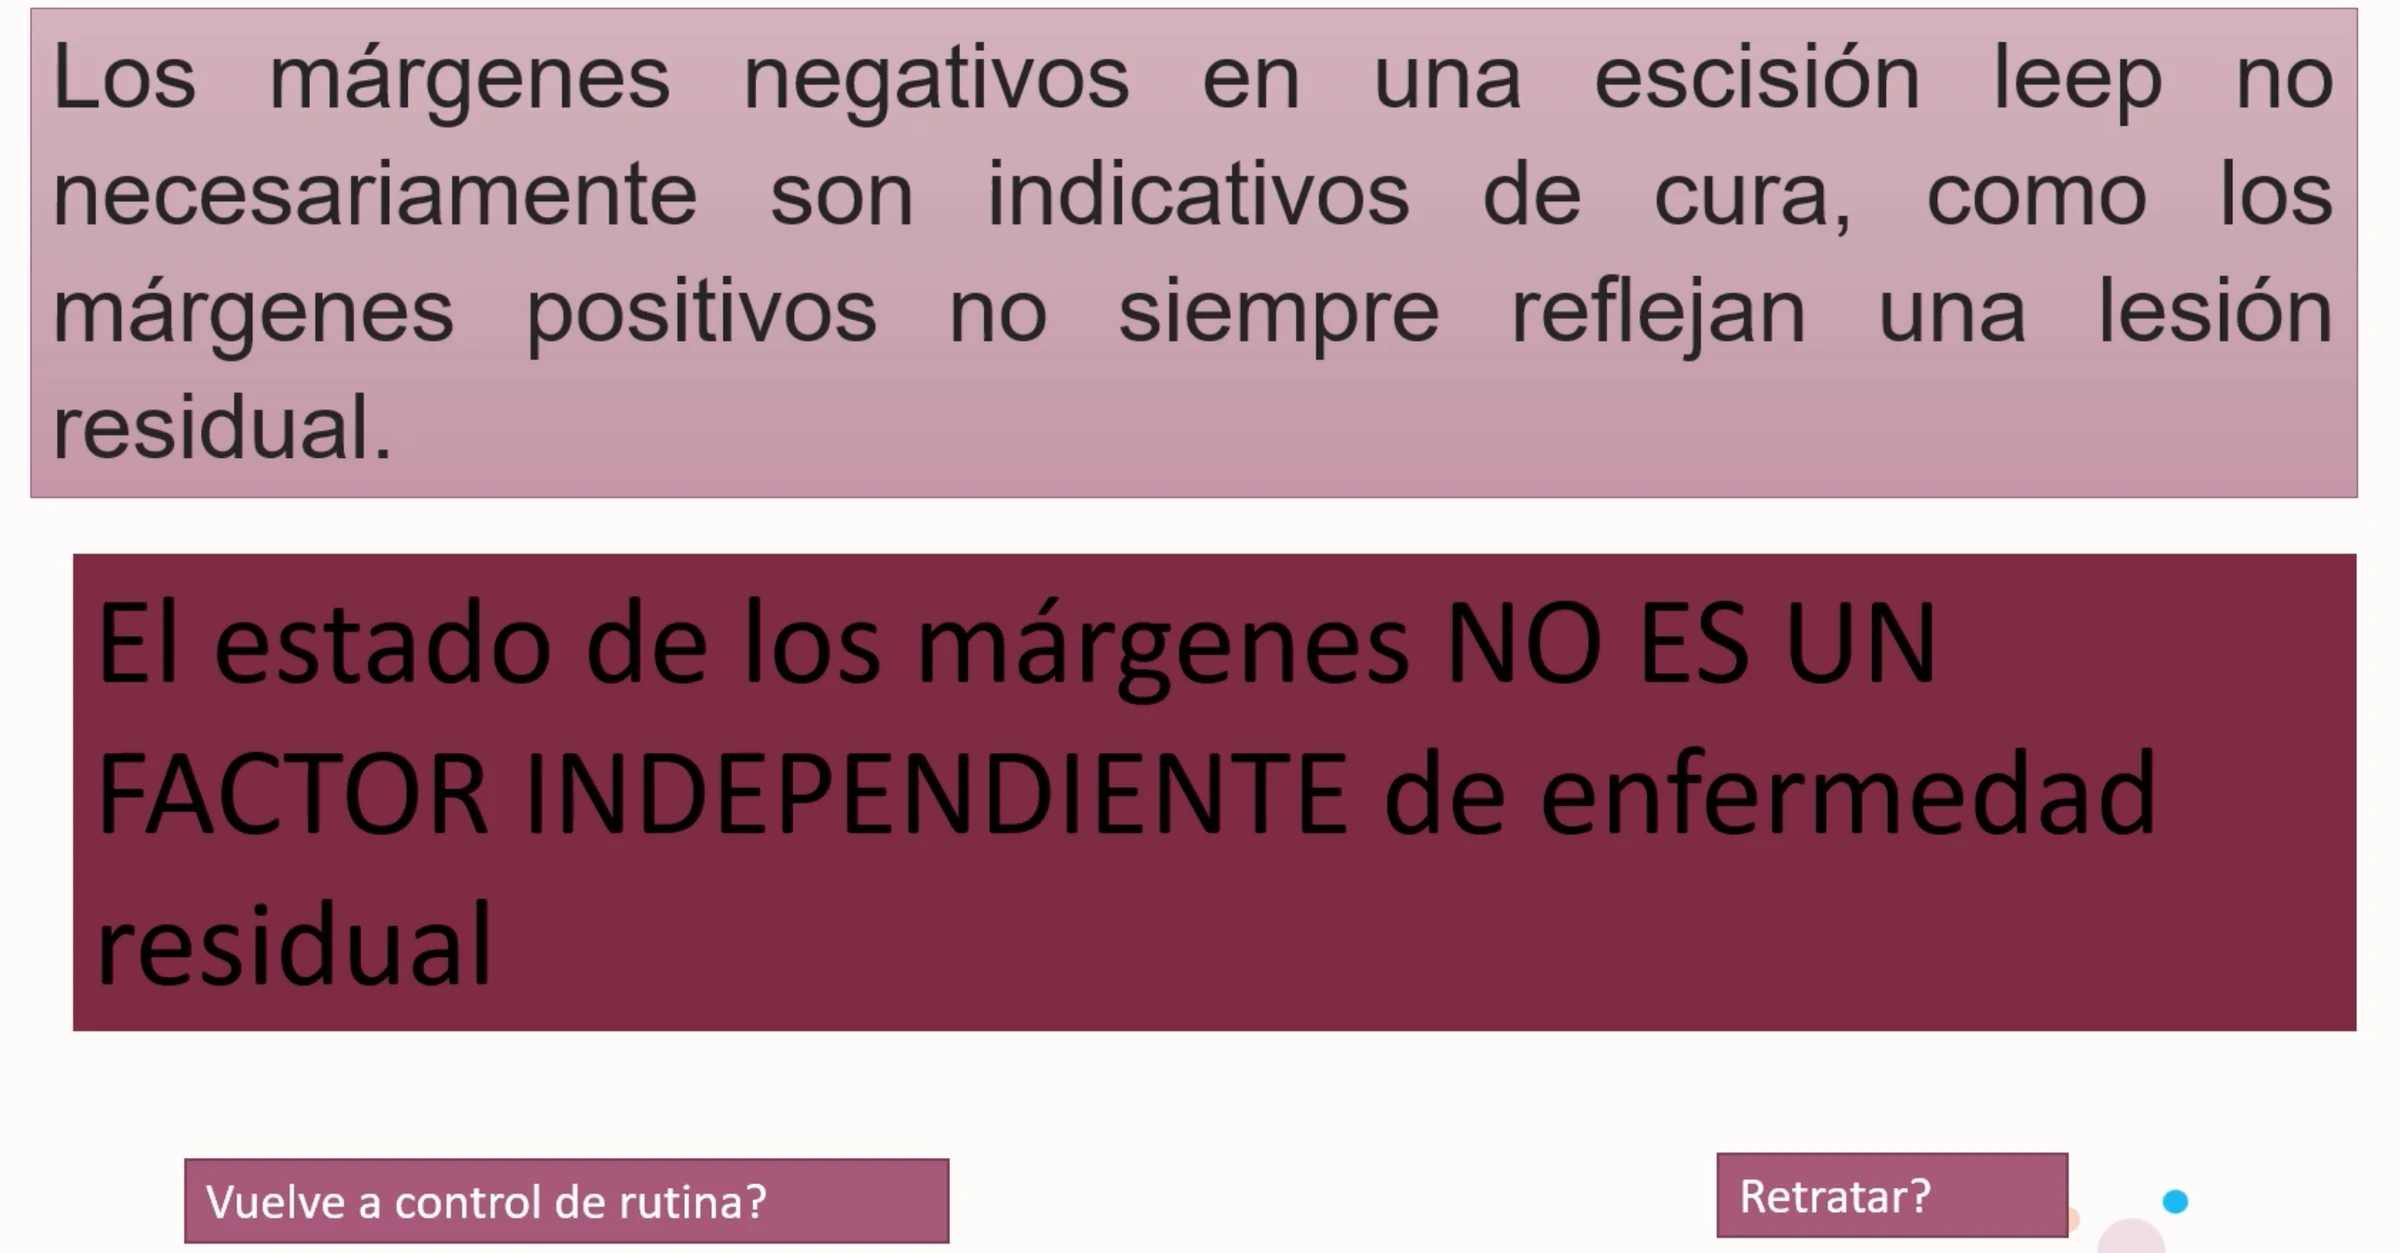 Los márgenes negativos en una escisión leep no
necesariamente son indicativos de cura, como los
márgenes positivos no siempre reflejan una lesión
residual.
El estado de los márgenes NO ES UN
FACTOR INDEPENDIENTE de enfermedad
residual
Vuelve a control de rutina?
Retratar?